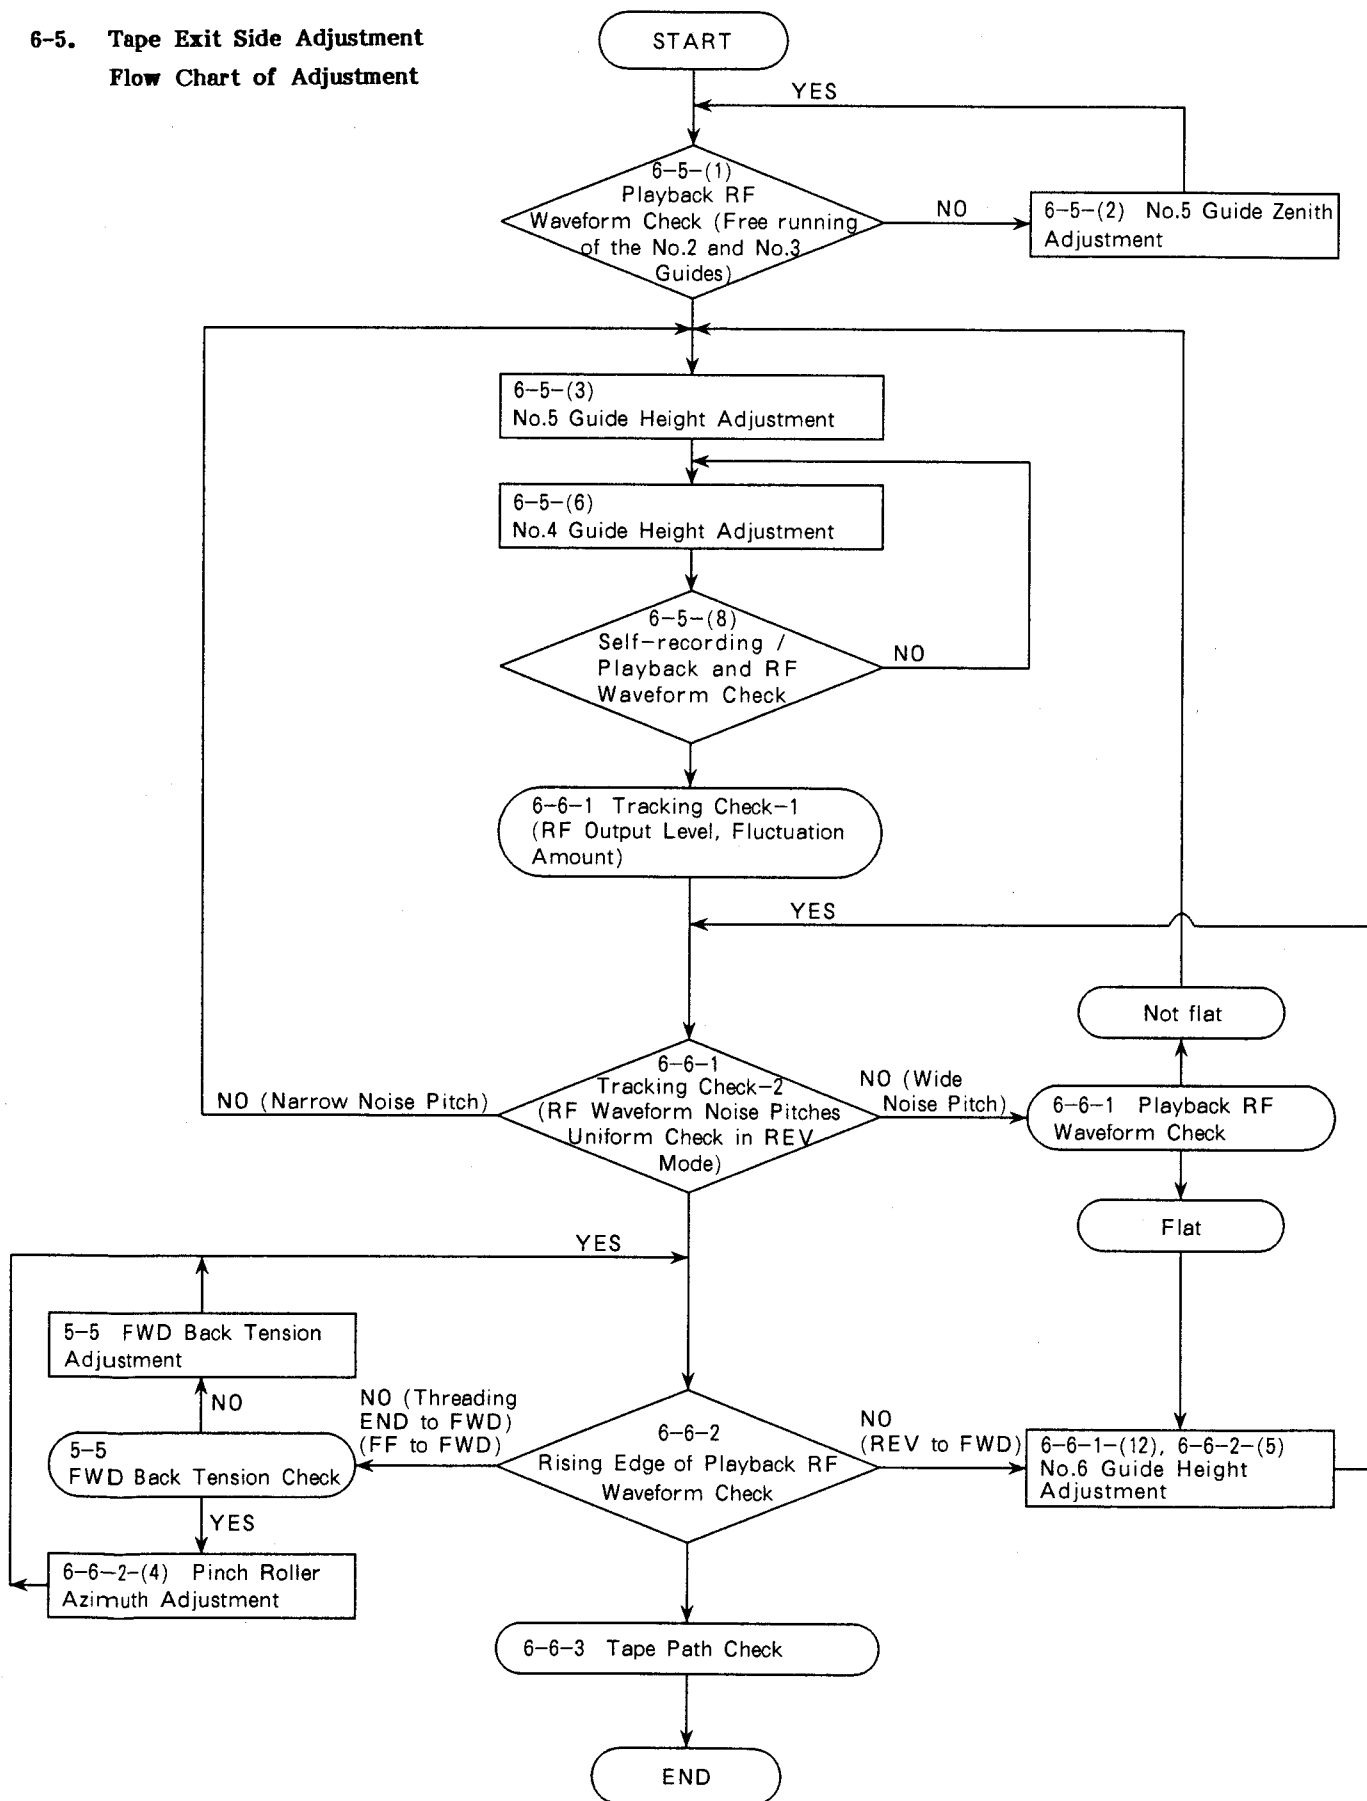 6-5. Tape Exit Side Adjustment
Flow Chart of Adjustment
START
YES
6-5-(1)
Playback RF
Waveform Check (Free running
of the No.2 and No.3
Guides)
NO
6-5-(2) No.5 Guide Zenith
Adjustment
6-5-(3)
No.5 Guide Height Adjustment
6-5-(6)
No.4 Guide Height Adjustment
6-5-(8)
Self-recording /
Playback and RF
Waveform Check
NO
6-6-1 Tracking Check-1
(RF Output Level, Fluctuation
Amount)
YES
Not flat
6-6-1
Tracking Check-2
(RF Waveform Noise Pitches
Uniform Check in REV
Mode)
NO (Narrow Noise Pitch)
NO (Wide
Noise Pitch)
6-6-1 Playback RF
Waveform Check
Flat
YES
5-5 FWD Back Tension
Adjustment
NO
NO (Threading
END to FWD)
(FF to FWD)
5-5
FWD Back Tension Check
YES
6-6-2-(4) Pinch Roller
Azimuth Adjustment
6-6-2
Rising Edge of Playback RF
Waveform Check
NO
(REV to FWD)
6-6-1-(12), 6-6-2-(5)
No.6 Guide Height
Adjustment
6-6-3 Tape Path Check
END